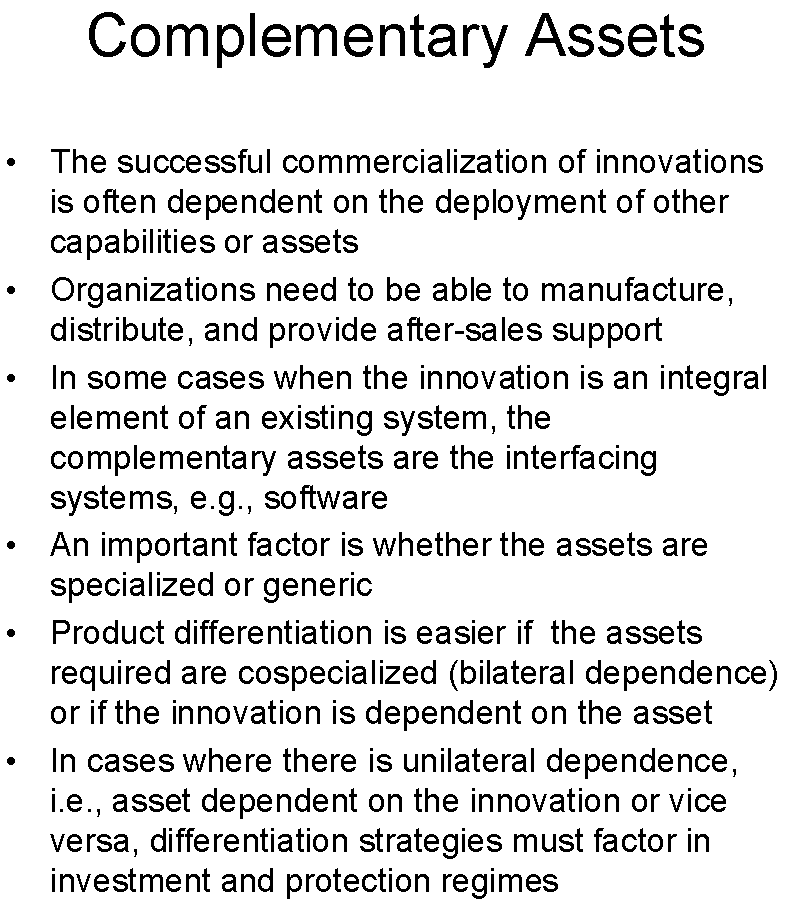 Complementary Assets
• The successful commercialization of innovations
is often dependent on the deployment of other
capabilities or assets
• Organizations need to be able to manufacture,
distribute, and provide after-sales support
• In some cases when the innovation is an integral
element of an existing system, the
complementary assets are the interfacing
systems, e.g., software
• An important factor is whether the assets are
specialized or generic
• Product differentiation is easier if  the assets
required are cospecialized (bilateral dependence)
or if the innovation is dependent on the asset
• In cases where there is unilateral dependence,
i.e., asset dependent on the innovation or vice
versa, differentiation strategies must factor in
investment and protection regimes